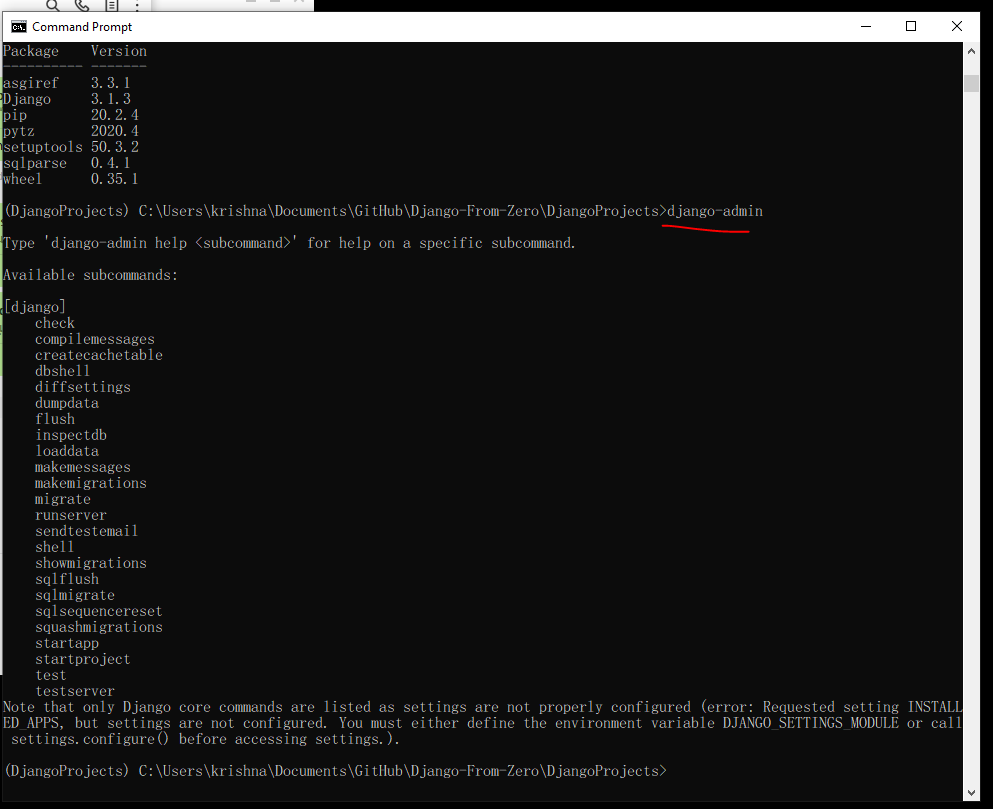 Command Prompt
Package    Version
---------- -------
asgiref    3.3.1
Django     3.1.3
pip        20.2.4
pytz       2020.4
setuptools 50.3.2
sqlparse   0.4.1
wheel      0.35.1
(DjangoProjects) C:\Users\krishna\Documents\GitHub\Django-From-Zero\DjangoProjects>django-admin
Type 'django-admin help <subcommand>' for help on a specific subcommand.
Available subcommands:
[django]
    check
    compilemessages
    createcachetable
    dbshell
    diffsettings
    dumpdata
    flush
    inspectdb
    loaddata
    makemessages
    makemigrations
    migrate
    runserver
    sendtestemail
    shell
    showmigrations
    sqlflush
    sqlmigrate
    sqlsequencereset
    squashmigrations
    startapp
    startproject
    test
    testserver
Note that only Django core commands are listed as settings are not properly configured (error: Requested setting INSTALL
ED_APPS, but settings are not configured. You must either define the environment variable DJANGO_SETTINGS_MODULE or call
 settings.configure() before accessing settings.).
(DjangoProjects) C:\Users\krishna\Documents\GitHub\Django-From-Zero\DjangoProjects>